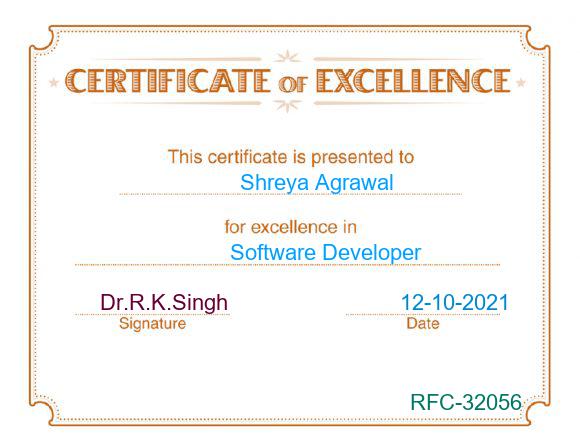 CERTIFICATE OF EXCELLENCE
This certificate is presented to
Shreya Agrawal
for excellence in
Software Developer
Dr.R.K.Singh 12-10-2021
Signature Date
RFC-32056